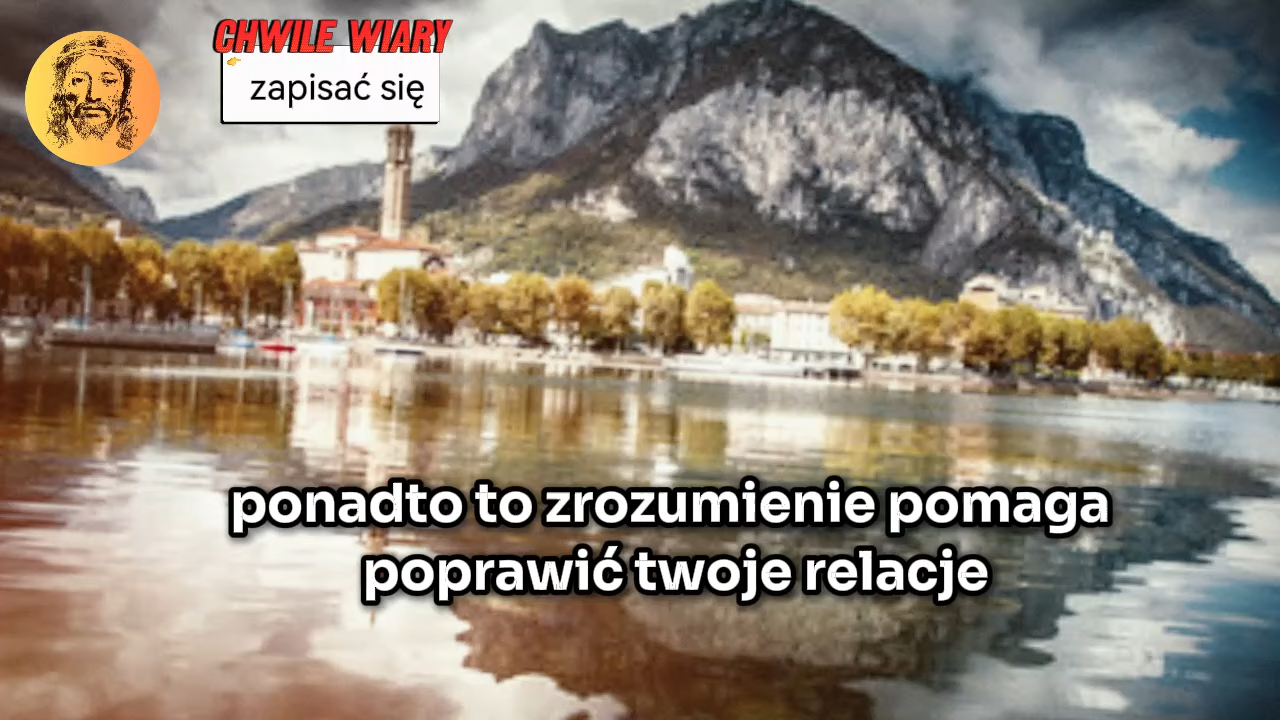 CHWILE WIARY
zapisać się
ponadto to zrozumienie pomaga
poprawić twoje relacje